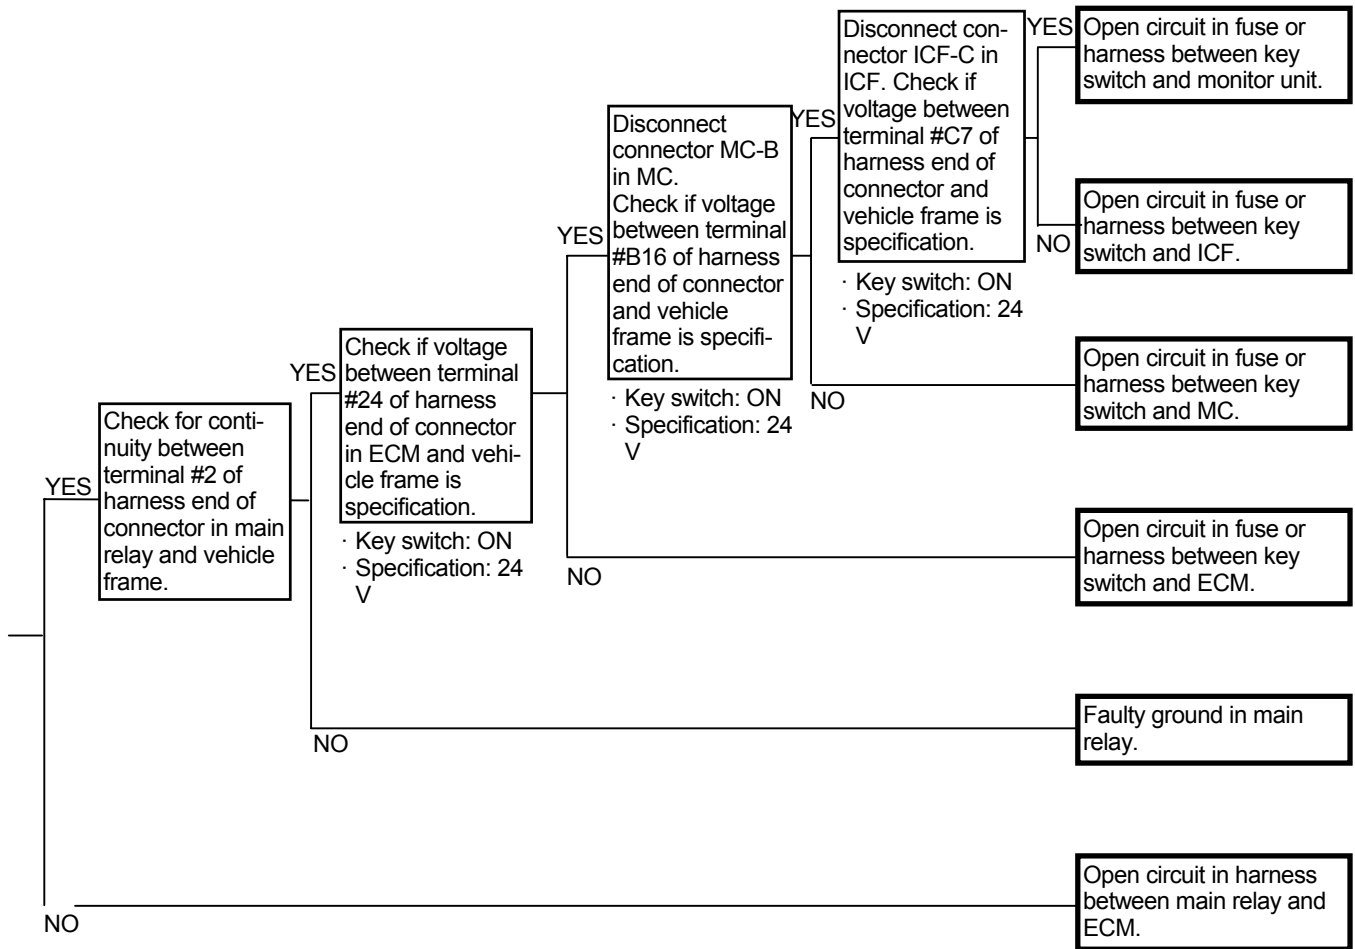 YES
Check for conti-
nuity between
terminal #2 of
harness end of
connector in main
relay and vehicle
frame.
YES
Check if voltage
between terminal
#24 of harness
end of connector
in ECM and vehi-
cle frame is
specification.
· Key switch: ON
· Specification: 24
V
YES
Disconnect
connector MC-B
in MC.
Check if voltage
between terminal
#B16 of harness
end of connector
and vehicle
frame is specifi-
cation.
· Key switch: ON
· Specification: 24
V
YES
Disconnect con-
nector ICF-C in
ICF. Check if
voltage between
terminal #C7 of
harness end of
connector and
vehicle frame is
specification.
· Key switch: ON
· Specification: 24
V
YES
Open circuit in fuse or
harness between key
switch and monitor unit.
NO
Open circuit in fuse or
harness between key
switch and ICF.
NO
Open circuit in fuse or
harness between key
switch and MC.
NO
Open circuit in fuse or
harness between key
switch and ECM.
NO
Faulty ground in main
relay.
NO
Open circuit in harness
between main relay and
ECM.